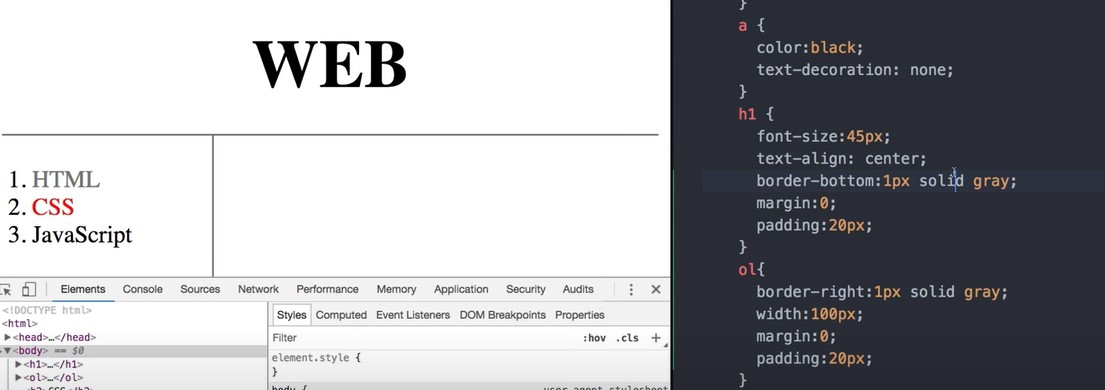 WEB
1. HTML
2. CSS
3. JavaScript
Elements Console Sources Network Performance Memory Application Security Audits
<!DOCTYPE html>
<html>
<head>…</head>
<body> == $0
<h1>…</h1>
<ol>…</ol>
<h2>CSS</h2>
Styles Computed Event Listeners DOM Breakpoints Properties
Filter :hov .cls +
element.style {
}
body { user agent stylesheet
}
a {
color:black;
text-decoration: none;
}
h1 {
font-size:45px;
text-align: center;
border-bottom:1px solid gray;
margin:0;
padding:20px;
}
ol{
border-right:1px solid gray;
width:100px;
margin:0;
padding:20px;
}